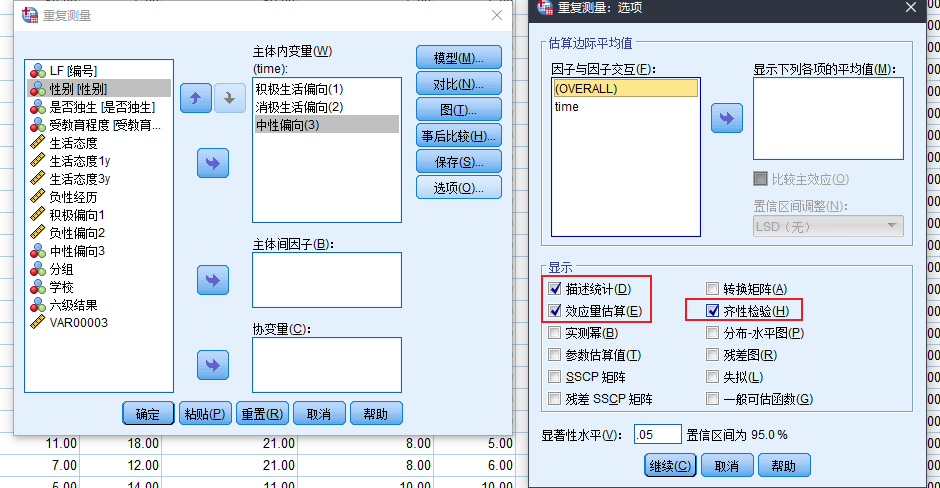 重复测量
主体内变量(W)
(time):
LF [编号]
性别 [性别]
是否独生 [是否独生]
受教育程度 [受教育...
生活态度
生活态度1y
生活态度3y
负性经历
积极偏向1
负性偏向2
中性偏向3
分组
学校
六级结果
VAR00003
积极生活偏向(1)
消极生活偏向(2)
中性偏向(3)
主体间因子(B):
协变量(C):
模型(M)...
对比(N)...
图(T)...
事后比较(H)...
保存(S)...
选项(O)...
确定
粘贴(P)
重置(R)
取消
帮助
11.00 18.00 21.00 8.00 5.00
7.00 12.00 21.00 8.00 6.00
重复测量：选项
估算边际平均值
因子与因子交互(F):
(OVERALL)
time
显示下列各项的平均值(M)：
比较主效应(O)
置信区间调整(N)：
LSD（无）
显示
描述统计(D)
效应量估算(E)
实测幂(B)
参数估算值(T)
SSCP 矩阵
残差 SSCP 矩阵
转换矩阵(A)
齐性检验(H)
分布-水平图(P)
残差图(R)
失拟(L)
一般可估函数(G)
显著性水平(V)： .05 置信区间为 95.0 %
继续(C)
取消
帮助